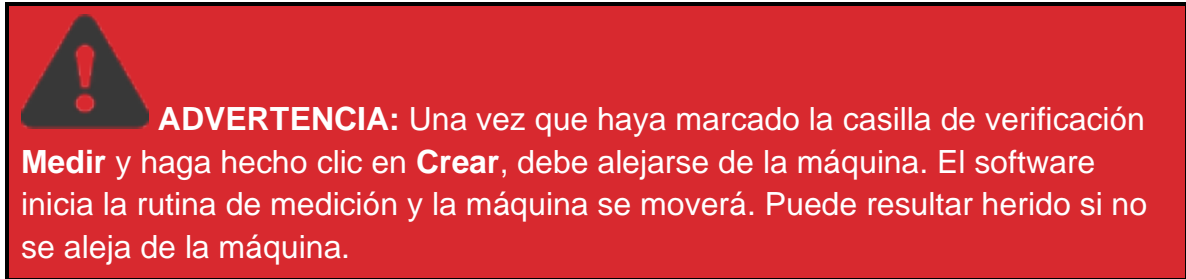 ADVERTENCIA: Una vez que haya marcado la casilla de verificación
Medir y haga hecho clic en Crear, debe alejarse de la máquina. El software
inicia la rutina de medición y la máquina se moverá. Puede resultar herido si no
se aleja de la máquina.